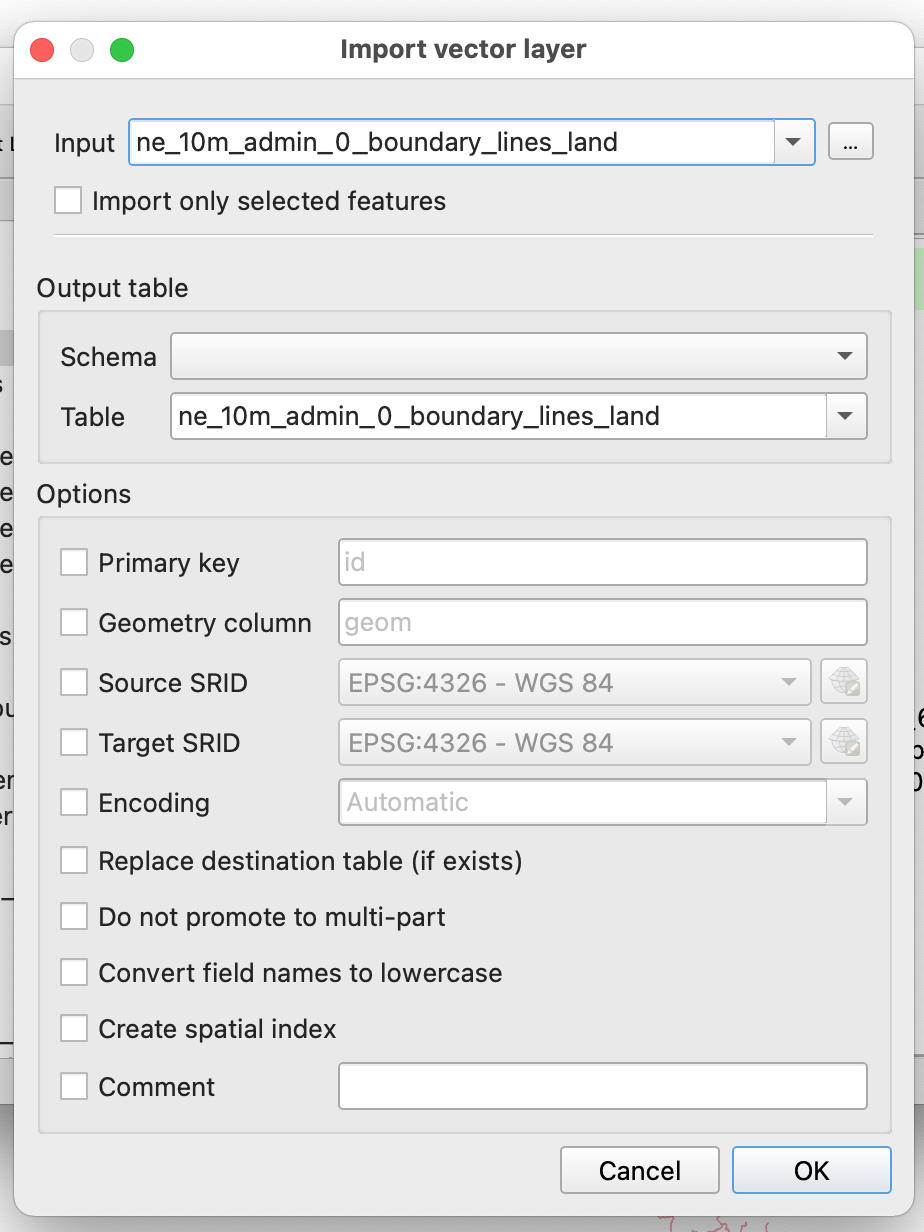 Import vector layer
Input ne_10m_admin_0_boundary_lines_land ...
Import only selected features
Output table
Schema
Table ne_10m_admin_0_boundary_lines_land
Options
Primary key id
Geometry column geom
Source SRID EPSG:4326 - WGS 84
Target SRID EPSG:4326 - WGS 84
Encoding Automatic
Replace destination table (if exists)
Do not promote to multi-part
Convert field names to lowercase
Create spatial index
Comment
Cancel OK